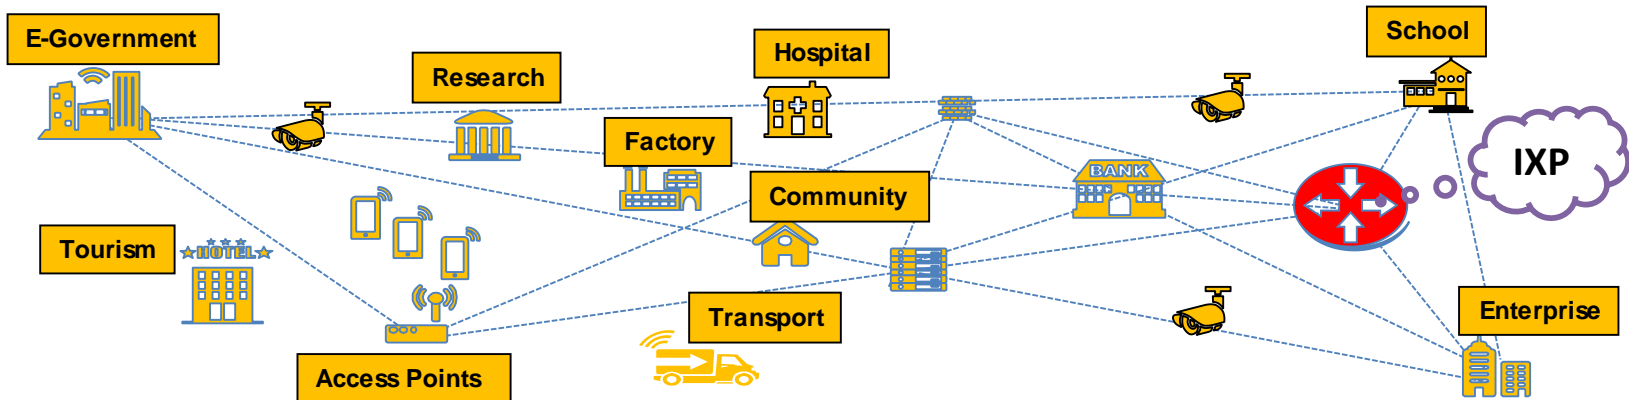 E-Government
Research
Hospital
School
Factory
BANK
IXP
Community
Tourism
HOTEL
Transport
Enterprise
Access Points